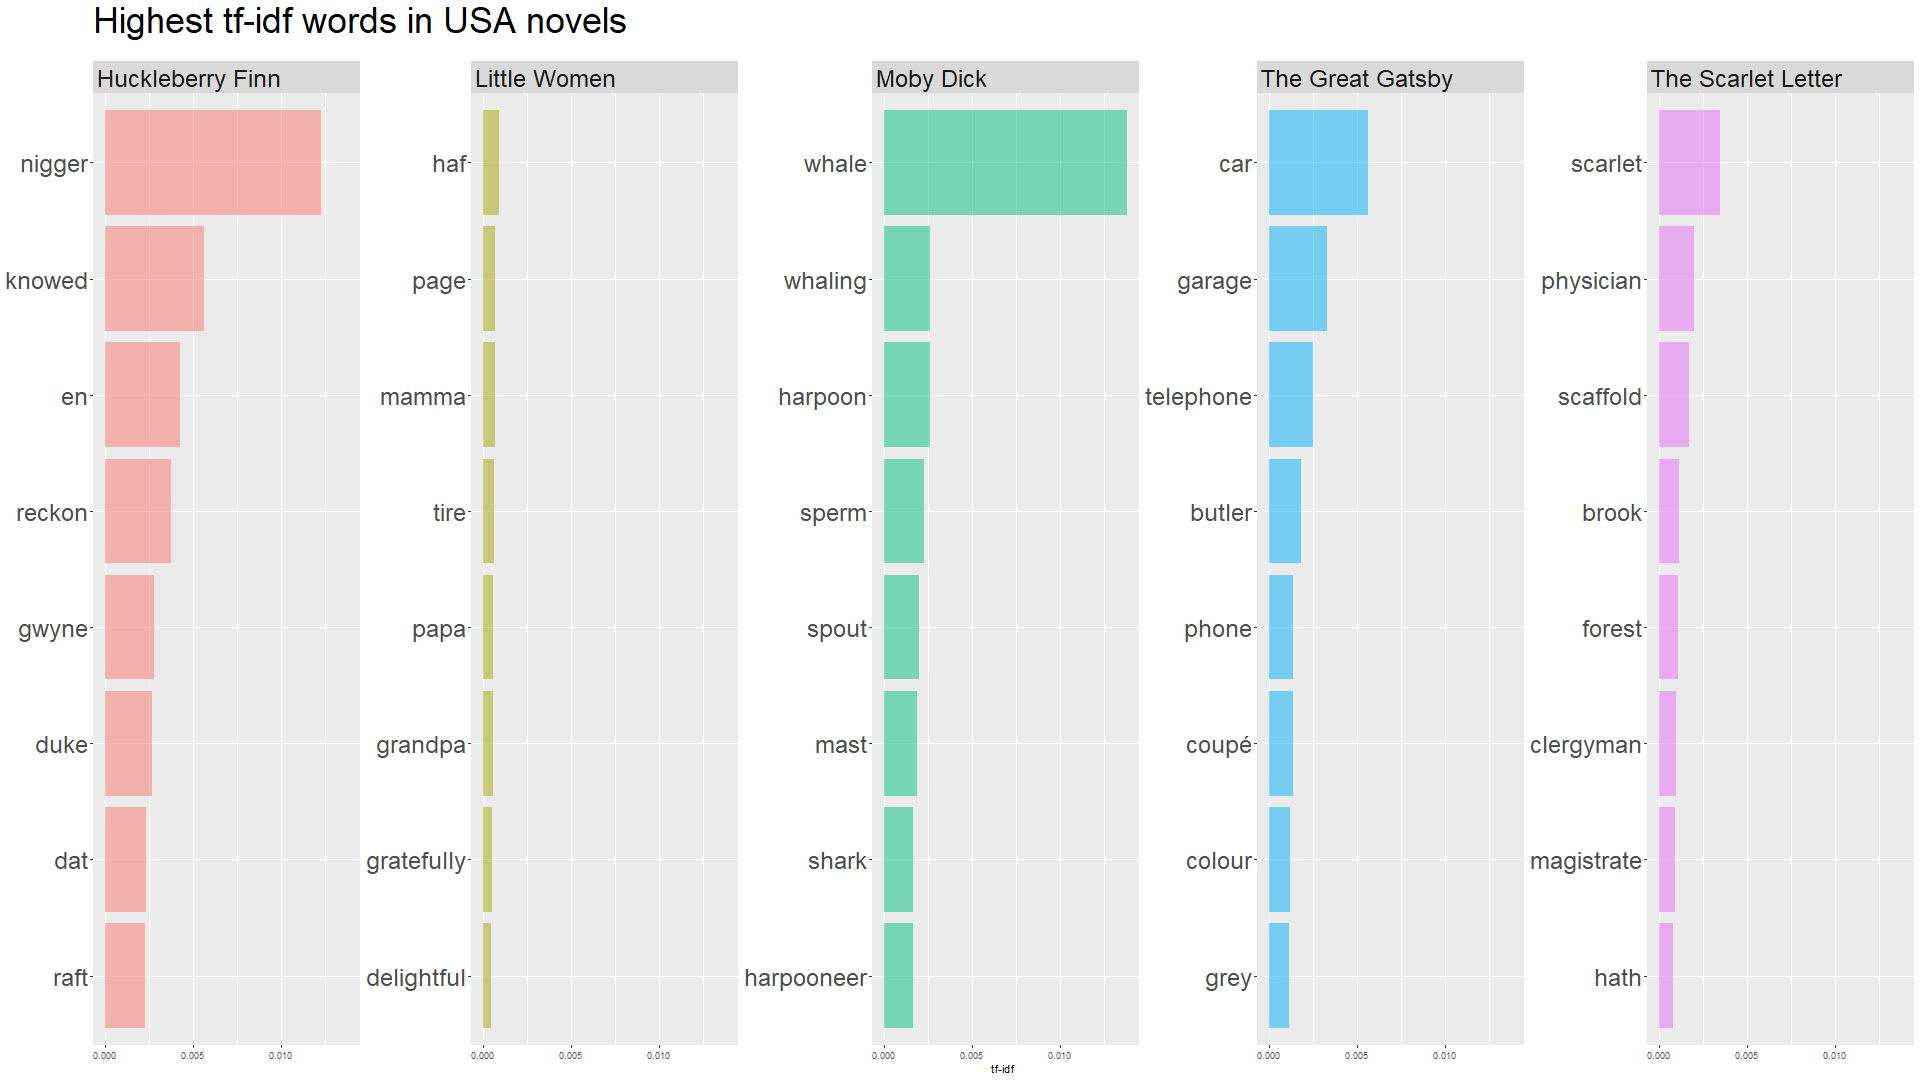 Highest tf-idf words in USA novels
Huckleberry Finn
nigger
knowed
en
reckon
gwyne
duke
dat
raft
0.000 0.005 0.010
Little Women
haf
page
mamma
tire
papa
grandpa
gratefully
delightful
0.000 0.005 0.010
Moby Dick
whale
whaling
harpoon
sperm
spout
mast
shark
harpooneer
0.000 0.005 0.010
The Great Gatsby
car
garage
telephone
butler
phone
coupé
colour
grey
0.000 0.005 0.010
The Scarlet Letter
scarlet
physician
scaffold
brook
forest
clergyman
magistrate
hath
0.000 0.005 0.010
tf-idf